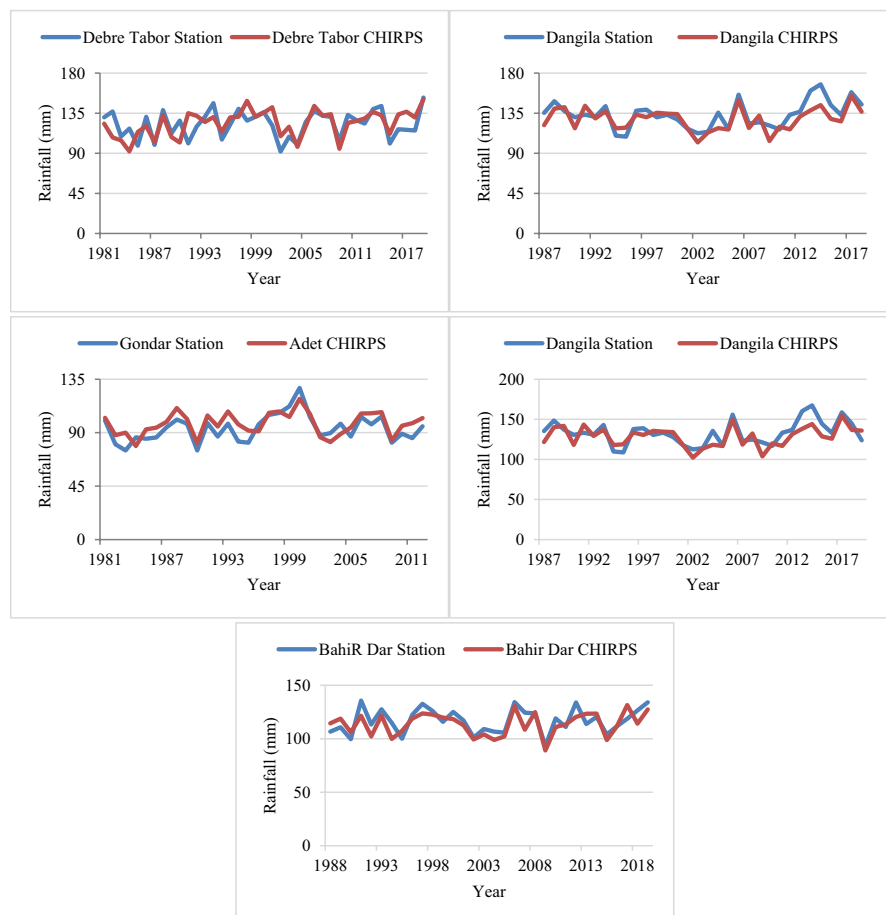 Debre Tabor Station Debre Tabor CHIRPS
180
135
90
45
0
Rainfall (mm)
1981 1987 1993 1999 2005 2011 2017
Year
Dangila Station Dangila CHIRPS
180
135
90
45
0
Rainfall (mm)
1987 1992 1997 2002 2007 2012 2017
Year
Gondar Station Adet CHIRPS
135
90
45
0
Rainfall (mm)
1981 1987 1993 1999 2005 2011
Year
Dangila Station Dangila CHIRPS
200
150
100
50
0
Rainfall (mm)
1987 1992 1997 2002 2007 2012 2017
Year
BahiR Dar Station Bahir Dar CHIRPS
150
100
50
0
Rainfall (mm)
1988 1993 1998 2003 2008 2013 2018
Year